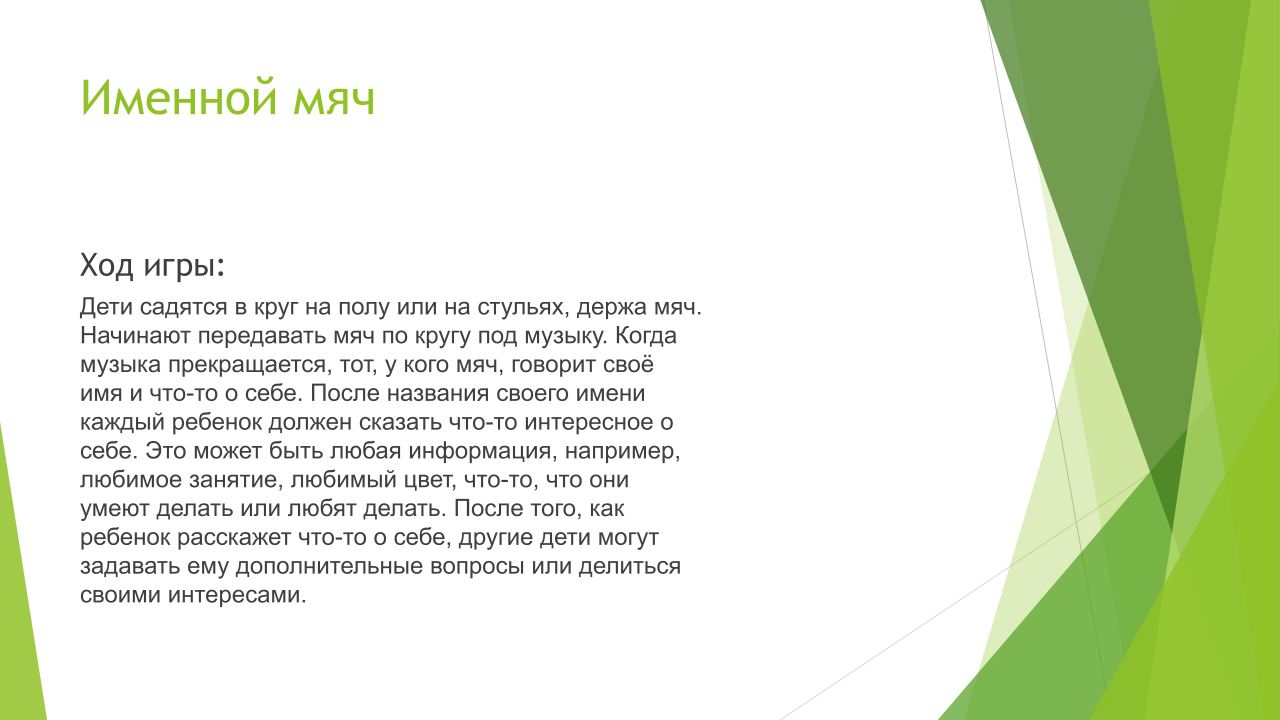 Именной мяч
Ход игры:
Дети садятся в круг на полу или на стульях, держа мяч.
Начинают передавать мяч по кругу под музыку. Когда
музыка прекращается, тот, у кого мяч, говорит своё
имя и что-то о себе. После названия своего имени
каждый ребенок должен сказать что-то интересное о
себе. Это может быть любая информация, например,
любимое занятие, любимый цвет, что-то, что они
умеют делать или любят делать. После того, как
ребенок расскажет что-то о себе, другие дети могут
задавать ему дополнительные вопросы или делиться
своими интересами.